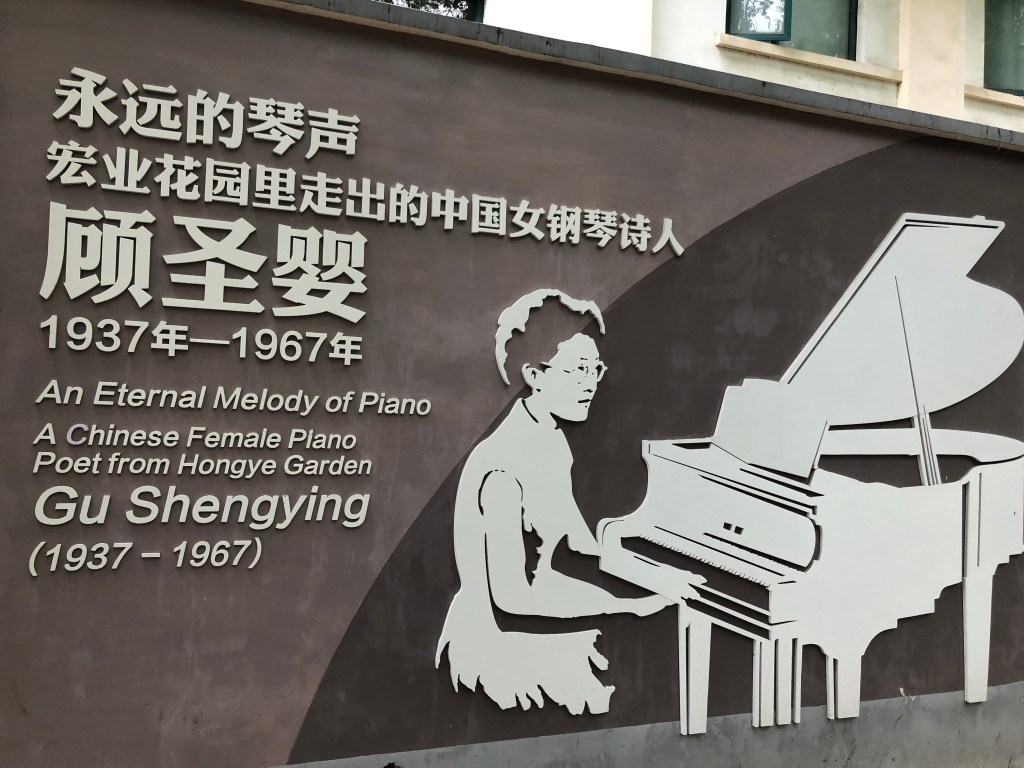 永远的琴声
宏业花园里走出的中国女钢琴诗人
顾圣婴
1937年—1967年
An Eternal Melody of Piano
A Chinese Female Piano
Poet from Hongye Garden
Gu Shengying
(1937 – 1967)